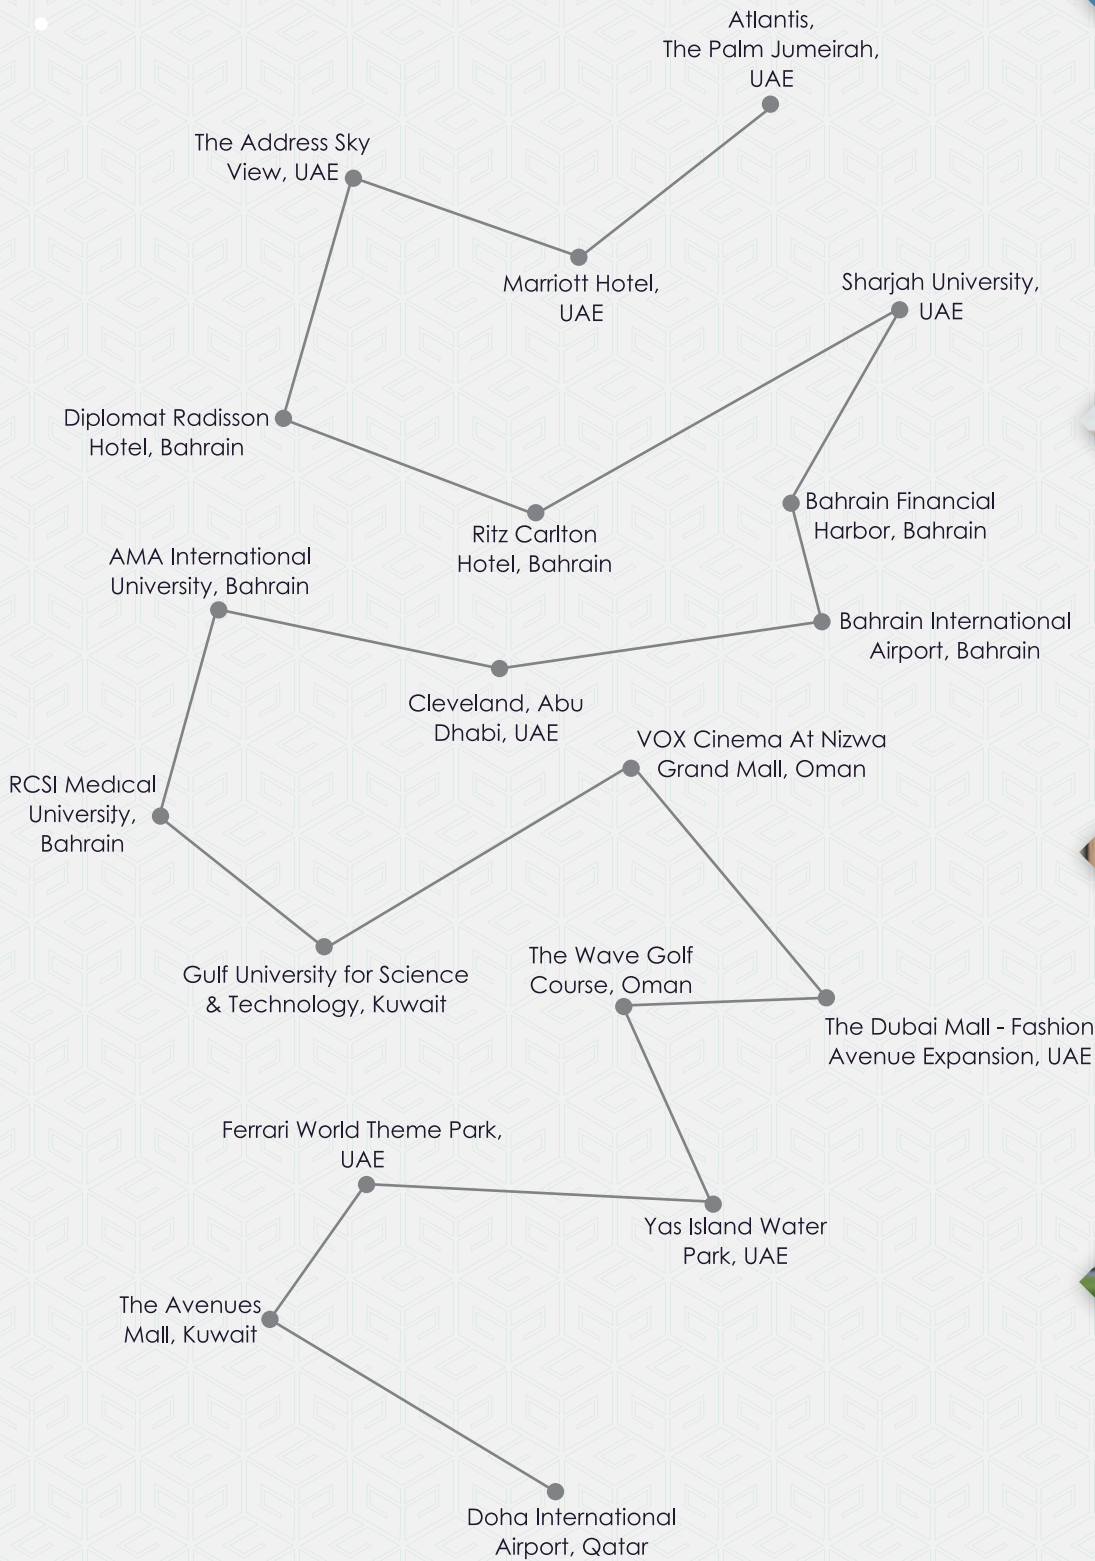 Atlantis,
The Palm Jumeirah,
UAE
The Address Sky
View, UAE
Marriott Hotel,
UAE
Sharjah University,
UAE
Diplomat Radisson
Hotel, Bahrain
Ritz Carlton
Hotel, Bahrain
Bahrain Financial
Harbor, Bahrain
AMA International
University, Bahrain
Bahrain International
Airport, Bahrain
Cleveland, Abu
Dhabi, UAE
VOX Cinema At Nizwa
Grand Mall, Oman
RCSI Medical
University,
Bahrain
Gulf University for Science
& Technology, Kuwait
The Wave Golf
Course, Oman
The Dubai Mall - Fashion
Avenue Expansion, UAE
Ferrari World Theme Park,
UAE
Yas Island Water
Park, UAE
The Avenues
Mall, Kuwait
Doha International
Airport, Qatar